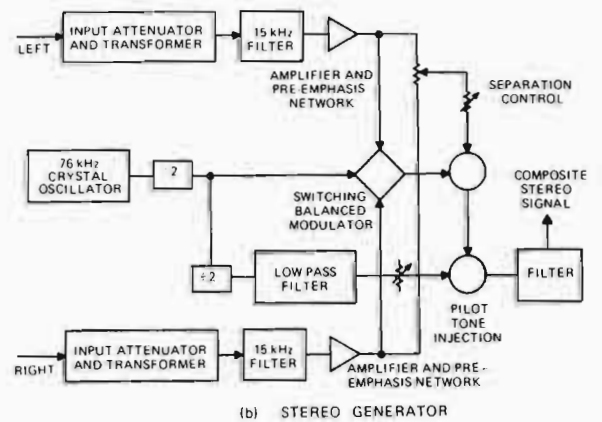 INPUT ATTENUATOR
AND TRANSFORMER
LEFT
15 kHz
FILTER
AMPLIFIER AND
PRE-EMPHASIS
NETWORK
SEPARATION
CONTROL
76 kHz
CRYSTAL
OSCILLATOR
2
SWITCHING
BALANCED
MODULATOR
COMPOSITE
STEREO
SIGNAL
÷2
LOW PASS
FILTER
FILTER
PILOT
TONE
INJECTION
INPUT ATTENUATOR
AND TRANSFORMER
RIGHT
15 kHz
FILTER
AMPLIFIER AND PRE-
EMPHASIS NETWORK
(b) STEREO GENERATOR